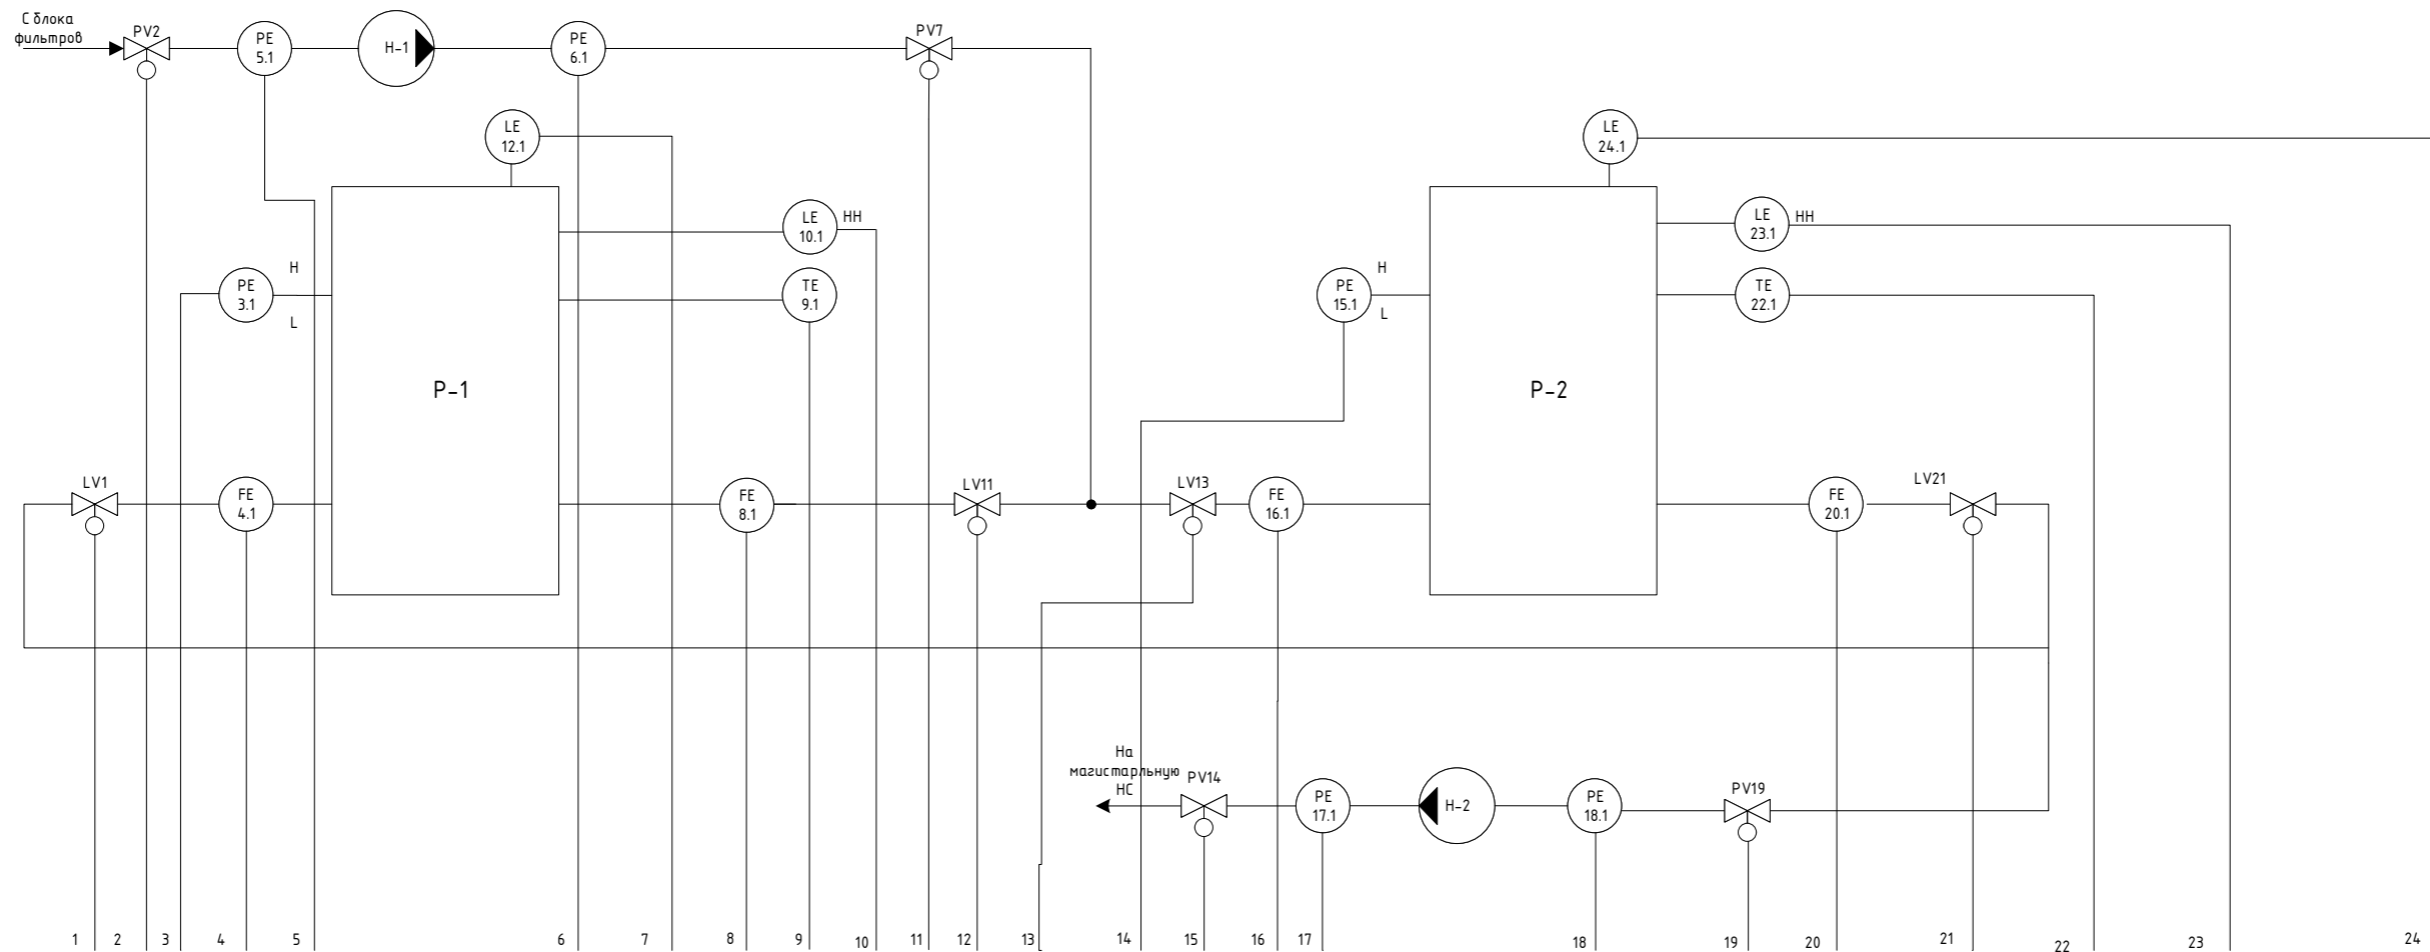 С блока
фильтров
PV2
PE
5.1
Н-1
PE
6.1
PV7
LE
12.1
LE
24.1
LE
10.1
HH
LE
23.1
HH
PE
3.1
H
L
TE
9.1
PE
15.1
H
L
TE
22.1
Р-1
Р-2
LV1
FE
4.1
FE
8.1
LV11
LV13
FE
16.1
FE
20.1
LV21
На
магистарльную
НС
PV14
PE
17.1
Н-2
PE
18.1
PV19
1
2
3
4
5
6
7
8
9
10
11
12
13
14
15
16
17
18
19
20
21
22
23
24